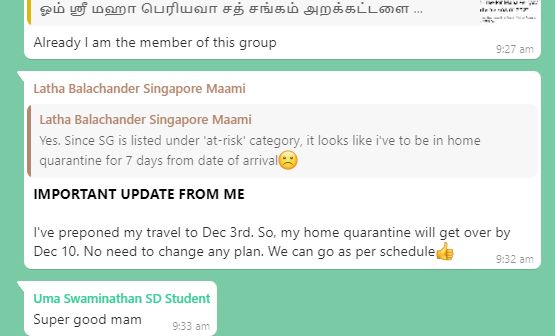 ஓம் ஸ்ரீ மஹா பெரியவா சத் சங்கம் அறக்கட்டளை ...
Already I am the member of this group
9:27 am
Latha Balachander Singapore Maami
Latha Balachander Singapore Maami
Yes. Since SG is listed under 'at-risk' category, it looks like i've to be in home
quarantine for 7 days from date of arrival☹️
IMPORTANT UPDATE FROM ME
I've preponed my travel to Dec 3rd. So, my home quarantine will get over by
Dec 10. No need to change any plan. We can go as per schedule👍
9:32 am
Uma Swaminathan SD Student
Super good mam
9:33 am